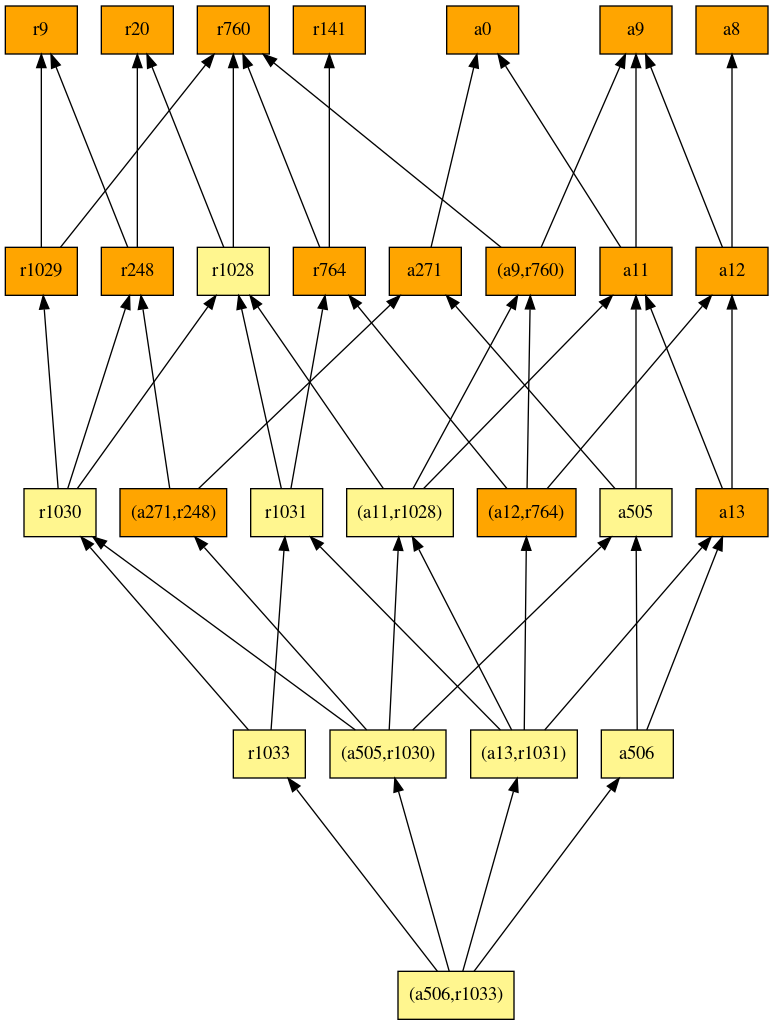 r9
r20
r760
r141
a0
a9
a8
r1029
r248
r1028
r764
a271
(a9,r760)
a11
a12
r1030
(a271,r248)
r1031
(a11,r1028)
(a12,r764)
a505
a13
r1033
(a505,r1030)
(a13,r1031)
a506
(a506,r1033)